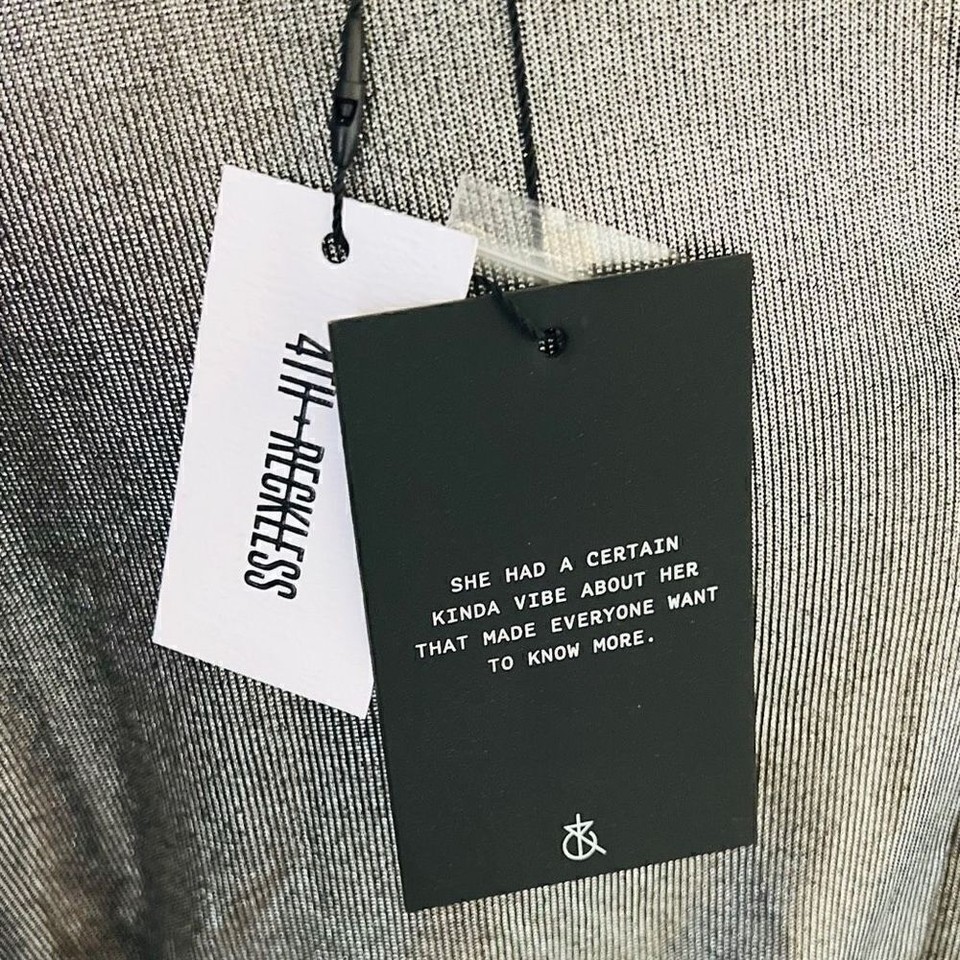 4TH+RECKLESS
SHE HAD A CERTAIN
KINDA VIBE ABOUT HER
THAT MADE EVERYONE WANT
TO KNOW MORE.